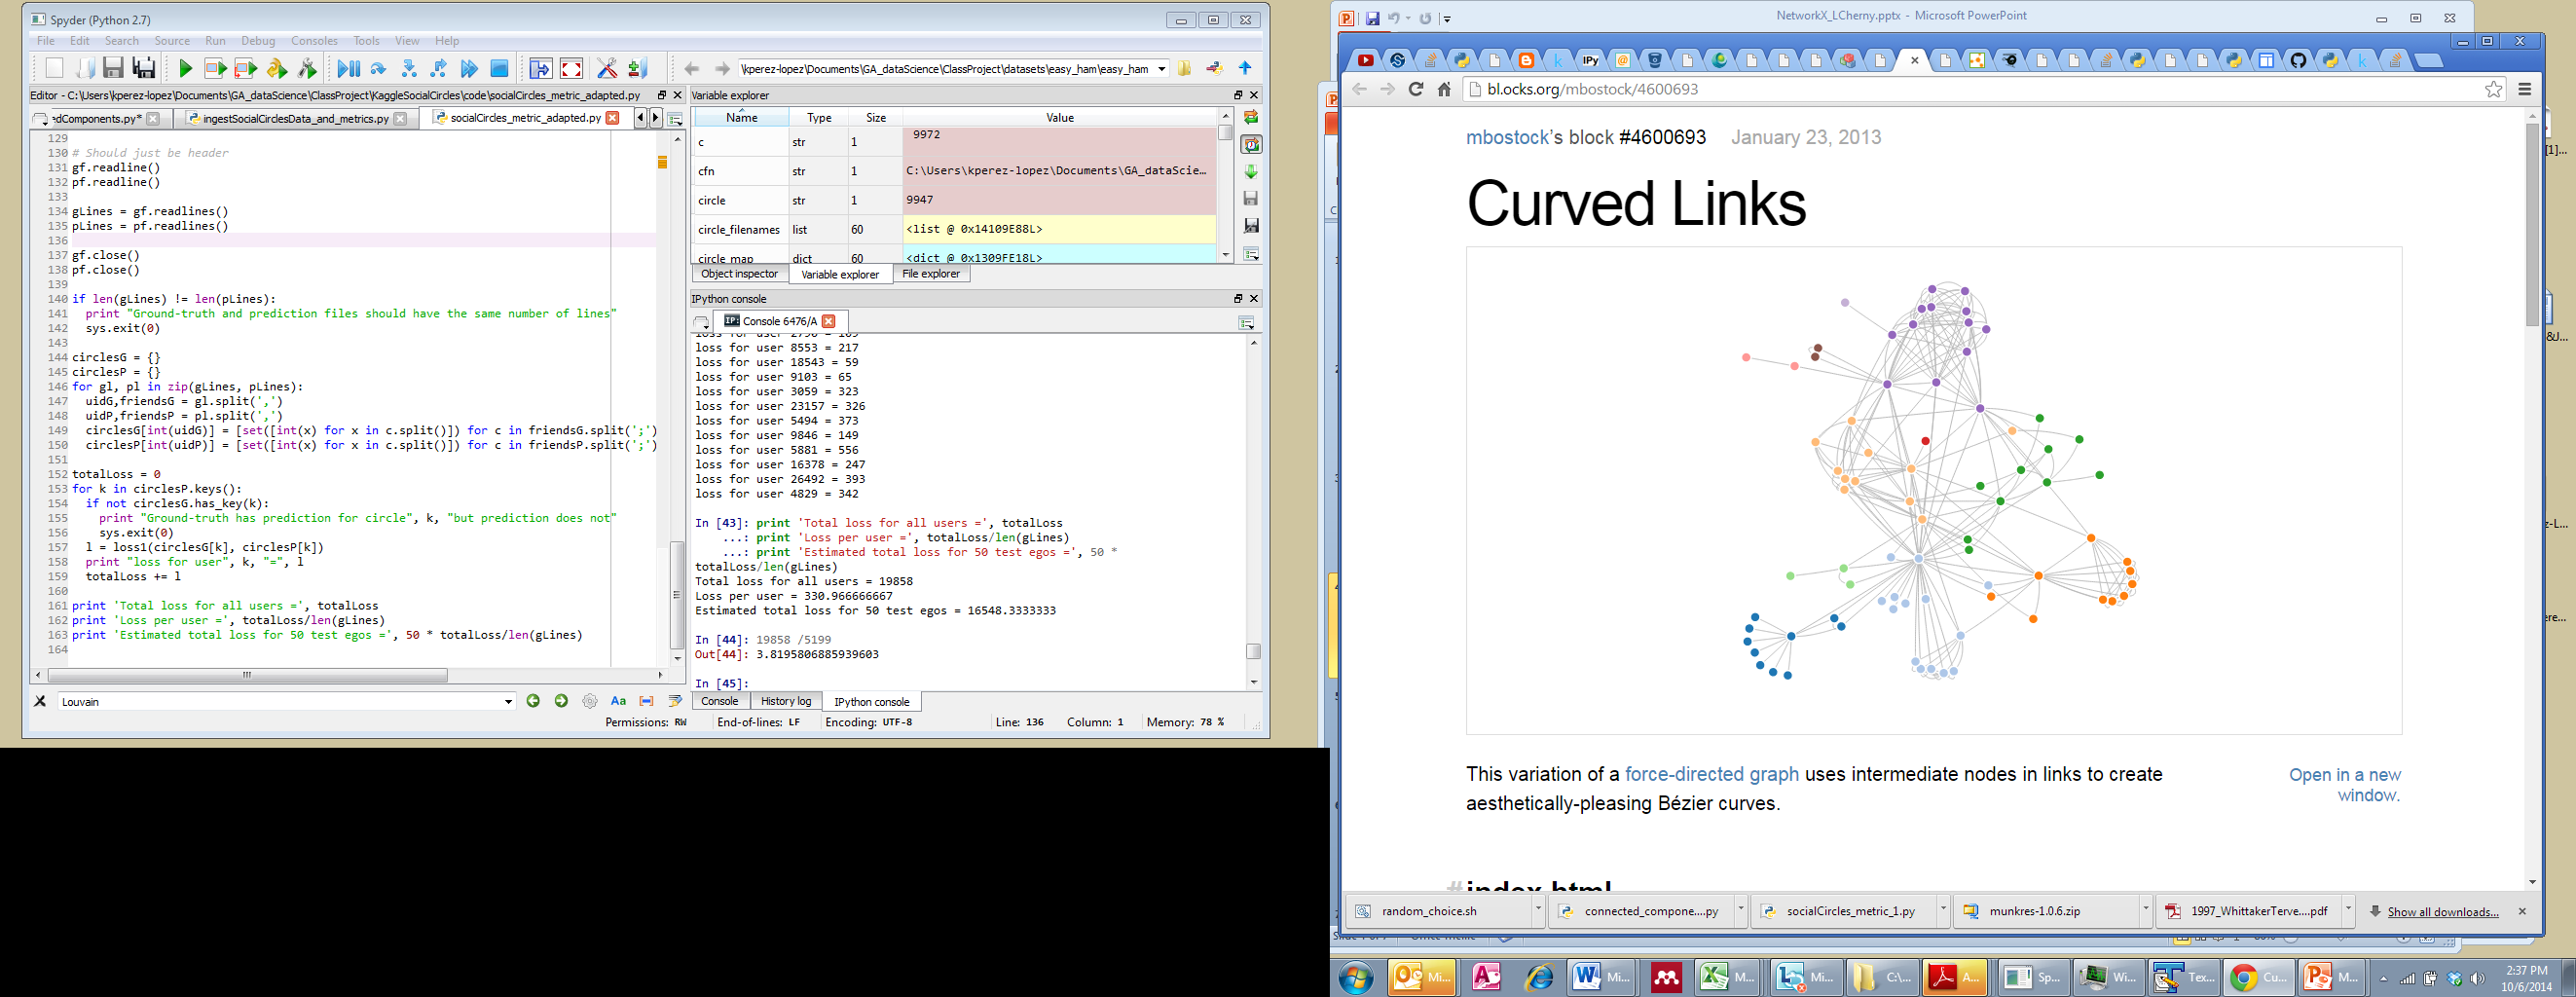 Spyder (Python 2.7)
File Edit Search Source Run Debug Consoles Tools View Help
\kperez-lopez\Documents\GA_dataScience\ClassProject\datasets\easy_ham\easy_ham
Editor - C:\Users\kperez-lopez\Documents\GA_dataScience\ClassProject\KaggleSocialCircles\code\socialCircles_metric_adapted.py
edComponents.py* ingestSocialCirclesData_and_metrics.py socialCircles_metric_adapted.py
129
130 # Should just be header
131 gf.readline()
132 pf.readline()
133
134 gLines = gf.readlines()
135 pLines = pf.readlines()
136
137 gf.close()
138 pf.close()
139
140 if len(gLines) != len(pLines):
141 print "Ground-truth and prediction files should have the same number of lines"
142 sys.exit(0)
143
144 circlesG = {}
145 circlesP = {}
146 for gl, pl in zip(gLines, pLines):
147 uidG,friendsG = gl.split(',')
148 uidP,friendsP = pl.split(',')
149 circlesG[int(uidG)] = [set([int(x) for x in c.split()]) for c in friendsG.split(';')
150 circlesP[int(uidP)] = [set([int(x) for x in c.split()]) for c in friendsP.split(';')
151
152 totalLoss = 0
153 for k in circlesP.keys():
154 if not circlesG.has_key(k):
155 print "Ground-truth has prediction for circle", k, "but prediction does not"
156 sys.exit(0)
157 l = loss1(circlesG[k], circlesP[k])
158 print "loss for user", k, "=", l
159 totalLoss += l
160
161 print 'Total loss for all users =', totalLoss
162 print 'Loss per user =', totalLoss/len(gLines)
163 print 'Estimated total loss for 50 test egos =', 50 * totalLoss/len(gLines)
164
Louvain
Aa
Variable explorer
Name Type Size Value
c str 1 9972
cfn str 1 C:\Users\kperez-lopez\Documents\GA_dataScie…
circle str 1 9947
circle_filenames list 60 <list @ 0x14109E88L>
circle_map dict 60 <dict @ 0x1309FE18L>
Object inspector Variable explorer File explorer
IPython console
IP: Console 6476/A
loss for user 8553 = 217
loss for user 18543 = 59
loss for user 9103 = 65
loss for user 3059 = 323
loss for user 23157 = 326
loss for user 5494 = 373
loss for user 9846 = 149
loss for user 5881 = 556
loss for user 16378 = 247
loss for user 26492 = 393
loss for user 4829 = 342
In [43]: print 'Total loss for all users =', totalLoss
...: print 'Loss per user =', totalLoss/len(gLines)
...: print 'Estimated total loss for 50 test egos =', 50 *
totalLoss/len(gLines)
Total loss for all users = 19858
Loss per user = 330.966666667
Estimated total loss for 50 test egos = 16548.3333333
In [44]: 19858 /5199
Out[44]: 3.8195806885939603
In [45]:
Console History log IPython console
Permissions: RW End-of-lines: LF Encoding: UTF-8 Line: 136 Column: 1 Memory: 78 %
NetworkX_LCherny.pptx - Microsoft PowerPoint
bl.ocks.org/mbostock/4600693
mbostock's block #4600693 January 23, 2013
Curved Links
This variation of a force-directed graph uses intermediate nodes in links to create
aesthetically-pleasing Bézier curves.
Open in a new
window.
#index.html
random_choice.sh connected_compone....py socialCircles_metric_1.py munkres-1.0.6.zip 1997_WhittakerTerve....pdf Show all downloads...
Mi... Mi... M... Mi... C:\... A... Sp... Wi... Tex... Cu... M...
2:37 PM
10/6/2014